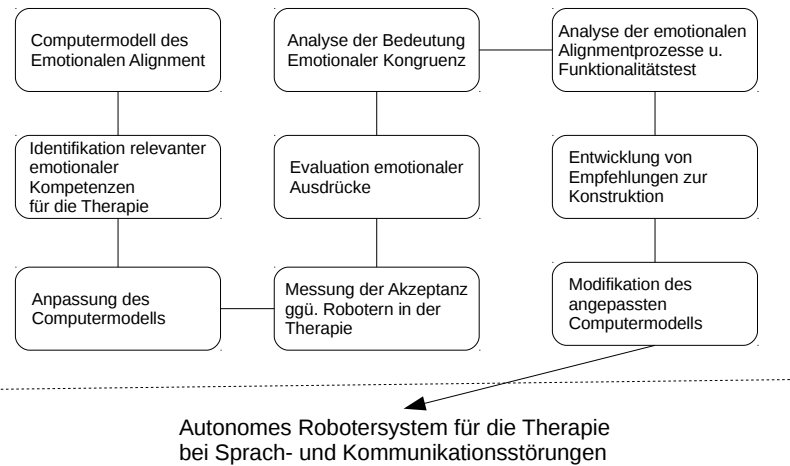 Computermodell des
Emotionalen Alignment
Identifikation relevanter
emotionaler
Kompetenzen
für die Therapie
Anpassung des
Computermodells
Messung der Akzeptanz
ggü. Robotern in der
Therapie
Evaluation emotionaler
Ausdrücke
Analyse der Bedeutung
Emotionaler Kongruenz
Analyse der emotionalen
Alignmentprozesse u.
Funktionalitätstest
Entwicklung von
Empfehlungen zur
Konstruktion
Modifikation des
angepassten
Computermodells
Autonomes Robotersystem für die Therapie
bei Sprach- und Kommunikationsstörungen